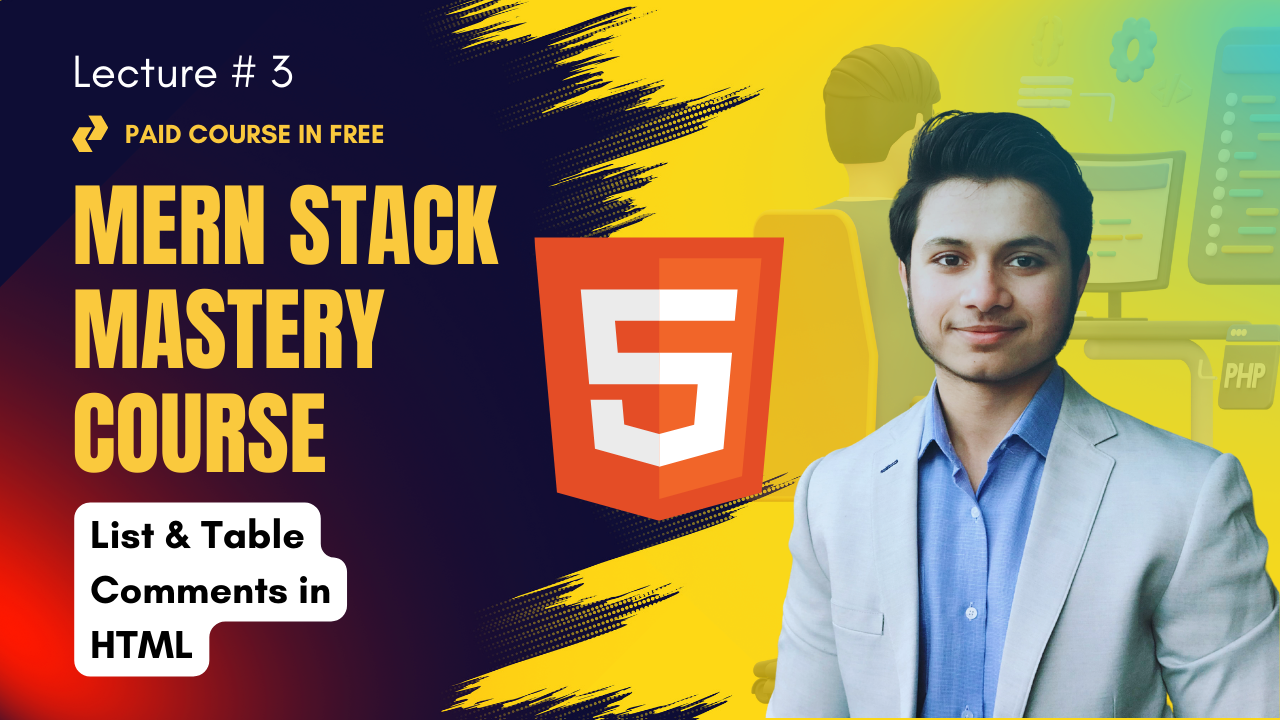 Lecture # 3
PAID COURSE IN FREE
MERN STACK
MASTERY
COURSE
List & Table
Comments in
HTML
5
PHP